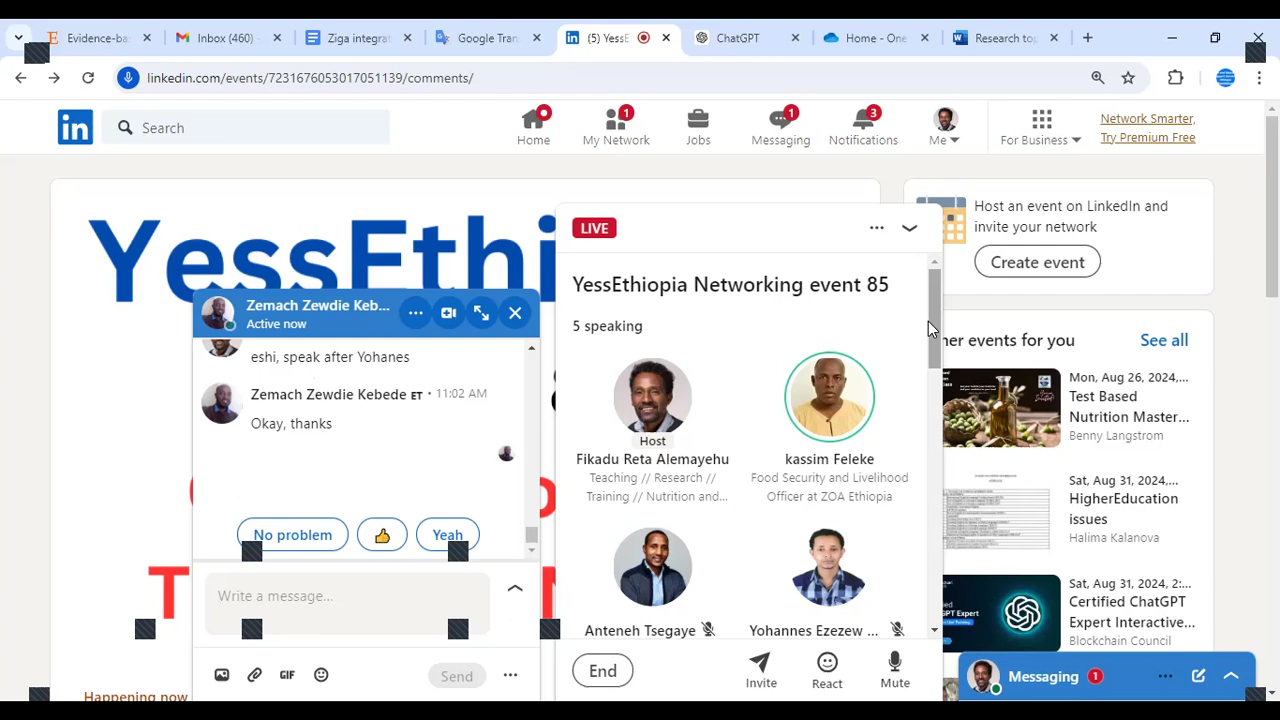 Evidence-ba
Inbox (460)
Ziga integrat
Google Tran
(5) YessE
ChatGPT
Home - One
Research to
linkedin.com/events/7231676053017051139/comments/
Search
Home
1
My Network
Jobs
1
Messaging
3
Notifications
Me
For Business
Network Smarter,
Try Premium Free
YessEthi
LIVE
YessEthiopia Networking event 85
5 speaking
Host
Fikadu Reta Alemayehu
Teaching // Research //
Training // Nutrition and...
kassim Feleke
Food Security and Livelihood
Officer at ZOA Ethiopia
Anteneh Tsegaye
Yohannes Ezezew ...
End
Invite
React
Mute
Zemach Zewdie Keb...
Active now
eshi, speak after Yohanes
Zemach Zewdie Kebede ET • 11:02 AM
Okay, thanks
No problem
Yeah
Write a message...
GIF
Send
Happening now
Host an event on LinkedIn and
invite your network
Create event
her events for you
See all
Mon, Aug 26, 2024,...
Test Based
Nutrition Master...
Benny Langstrom
Sat, Aug 31, 2024,...
HigherEducation
issues
Halima Kalanova
Sat, Aug 31, 2024, 2:...
Certified ChatGPT
Expert Interactive...
Blockchain Council
Messaging 1